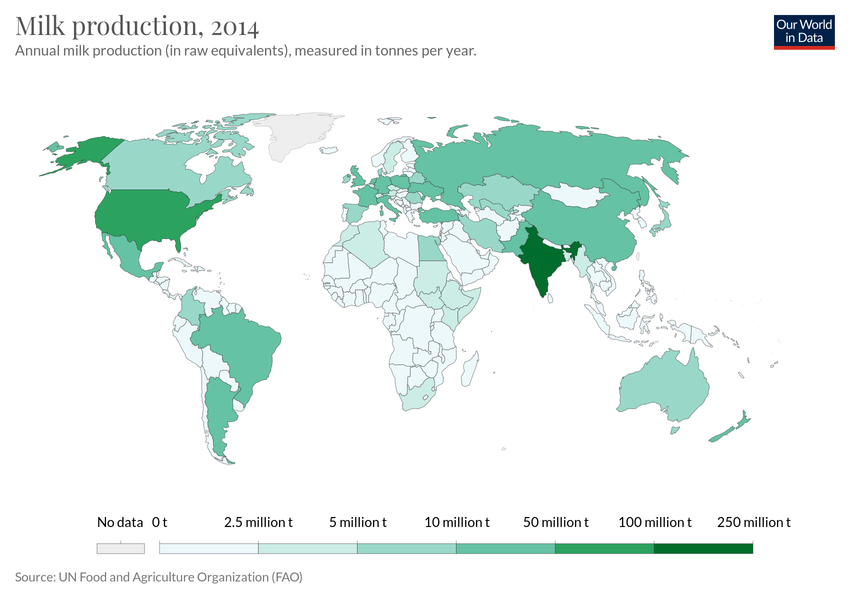 Milk production, 2014
Our World
in Data
Annual milk production (in raw equivalents), measured in tonnes per year.
No data 0 t 2.5 million t 5 million t 10 million t 50 million t 100 million t 250 million t
Source: UN Food and Agriculture Organization (FAO)